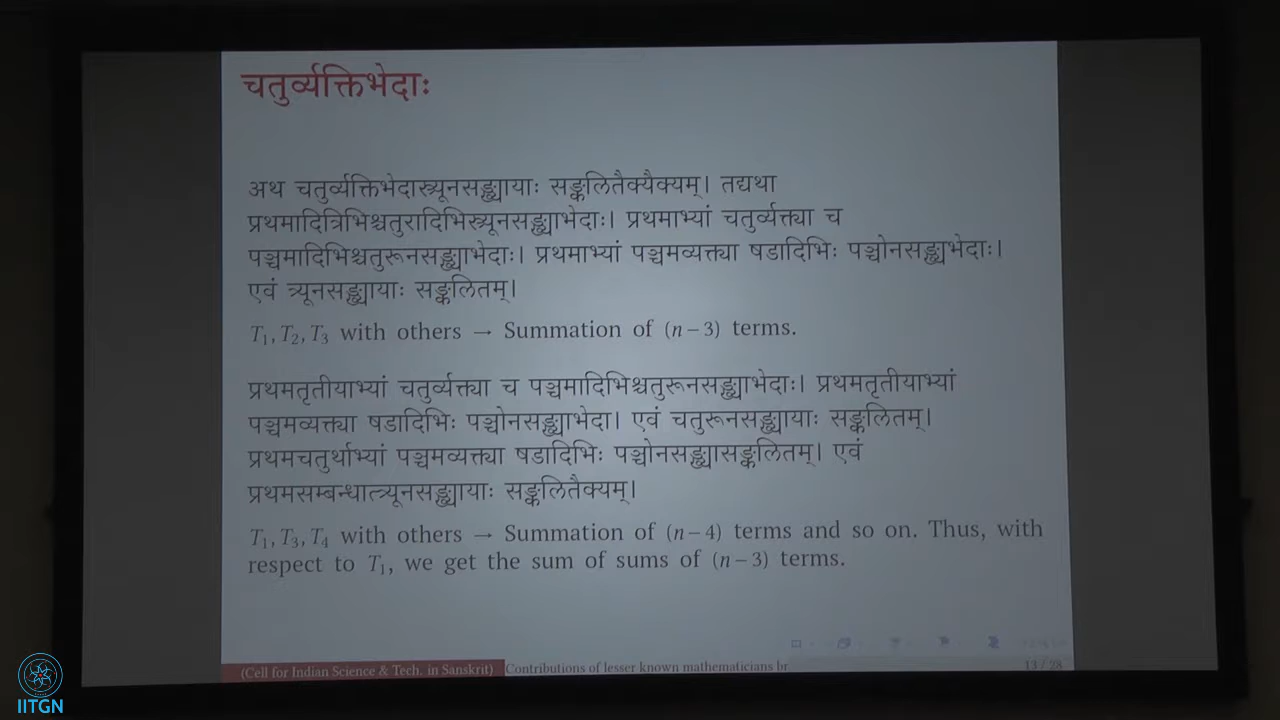 चतुर्व्यक्तिभेदाः
अथ चतुर्व्यक्तिभेदास्त्र्यूनसङ्ख्यायाः सङ्कलितैक्यैक्यम्। तद्यथा
प्रथमादित्रिभिश्चतुरादिभिस्त्र्यूनसङ्ख्याभेदाः। प्रथमाभ्यां चतुर्व्यक्त्या च
पञ्चमादिभिश्चतुरूनसङ्ख्याभेदाः। प्रथमाभ्यां पञ्चमव्यक्त्या षडादिभिः पञ्चोनसङ्ख्यभेदाः।
एवं त्र्यूनसङ्ख्यायाः सङ्कलितम्।
T₁, T₂, T₃ with others → Summation of (n − 3) terms.
प्रथमतृतीयाभ्यां चतुर्व्यक्त्या च पञ्चमादिभिश्चतुरूनसङ्ख्याभेदाः। प्रथमतृतीयाभ्यां
पञ्चमव्यक्त्या षडादिभिः पञ्चोनसङ्ख्याभेदा। एवं चतुरूनसङ्ख्यायाः सङ्कलितम्।
प्रथमचतुर्थाभ्यां पञ्चमव्यक्त्या षडादिभिः पञ्चोनसङ्ख्यासङ्कलितम्। एवं
प्रथमसम्बन्धात्त्र्यूनसङ्ख्यायाः सङ्कलितैक्यम्।
T₁, T₃, T₄ with others → Summation of (n − 4) terms and so on. Thus, with
respect to T₁, we get the sum of sums of (n − 3) terms.
(Cell for Indian Science & Tech. in Sanskrit) Contributions of lesser known mathematicians br 13 / 23
IITGN